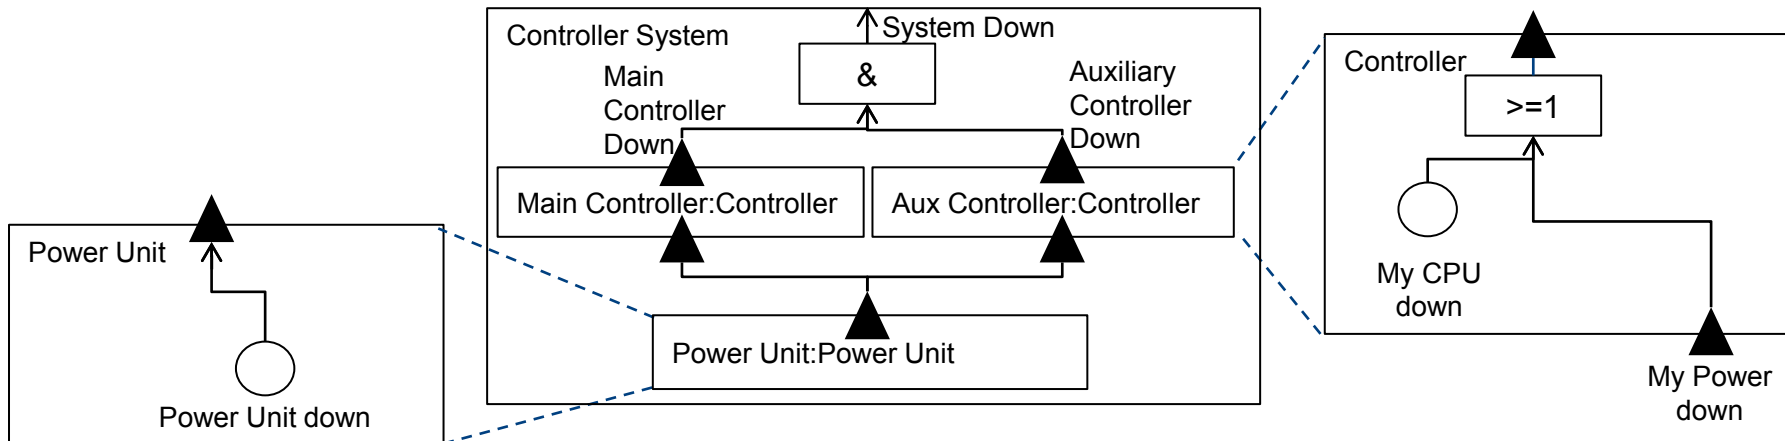 Power Unit
Power Unit down
Controller System
System Down
&
Main
Controller
Down
Auxiliary
Controller
Down
Main Controller:Controller
Aux Controller:Controller
Power Unit:Power Unit
Controller
>=1
My CPU
down
My Power
down